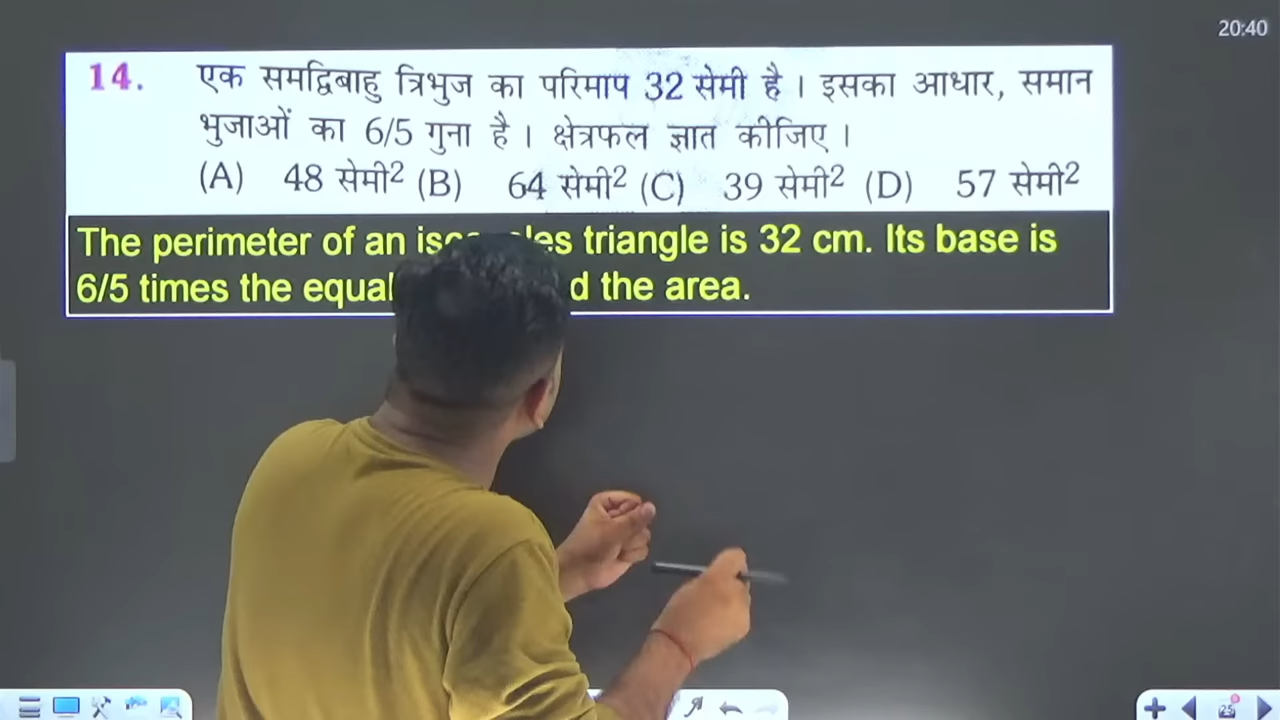 20:40
14. एक समद्विबाहु त्रिभुज का परिमाप 32 सेमी है । इसका आधार, समान
भुजाओं का 6/5 गुना है । क्षेत्रफल ज्ञात कीजिए ।
(A) 48 सेमी² (B) 64 सेमी² (C) 39 सेमी² (D) 57 सेमी²
The perimeter of an triangle is 32 cm. Its base is
6/5 times the equal the area.
25